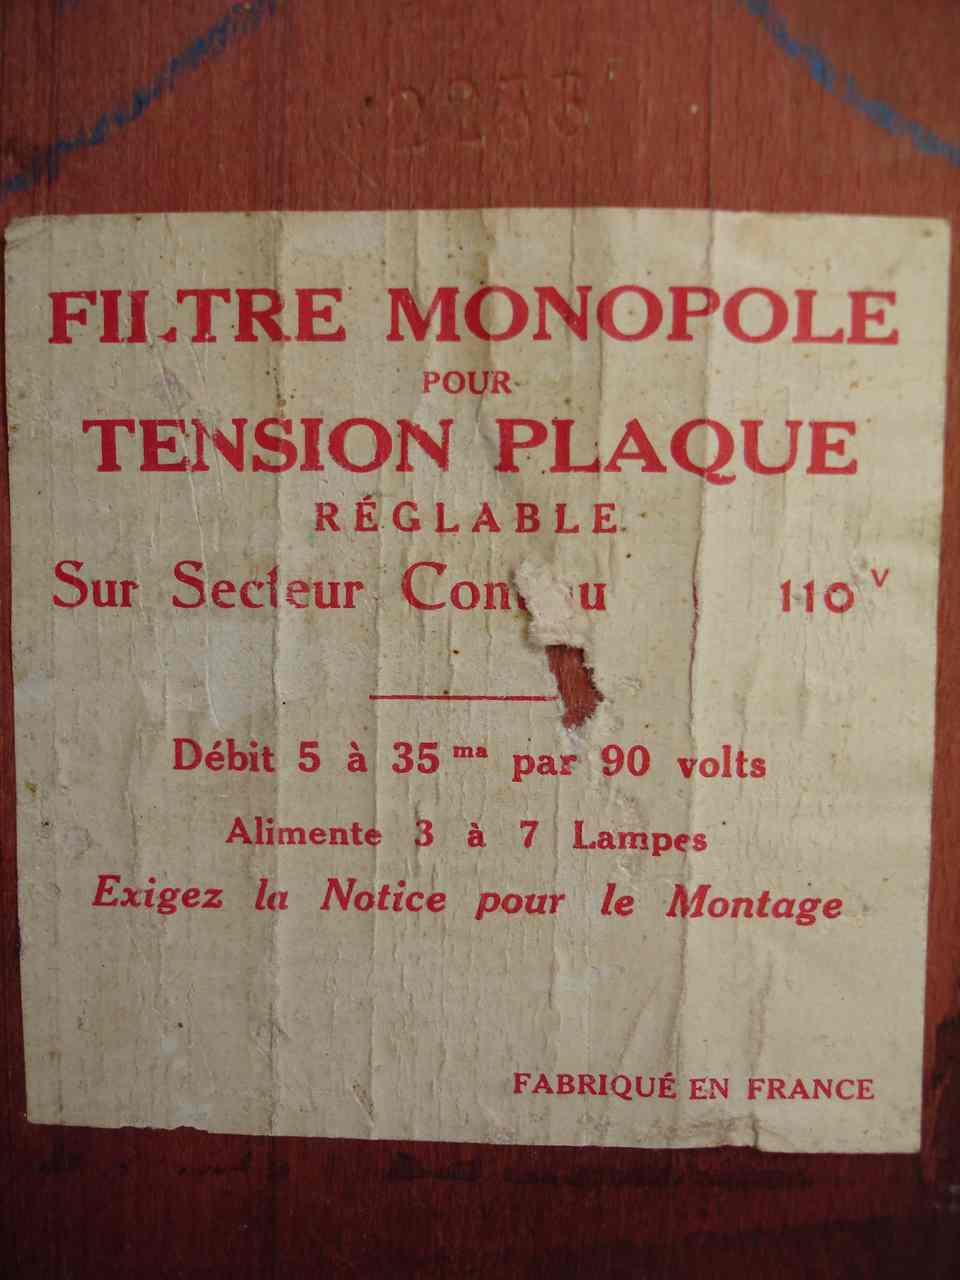 2233
FILTRE MONOPOLE
POUR
TENSION PLAQUE
RÉGLABLE
Sur Secteur 110 V
Débit 5 à 35 ma par 90 volts
Alimente 3 à 7 Lampes
Exigez la Notice pour le Montage
FABRIQUÉ EN FRANCE